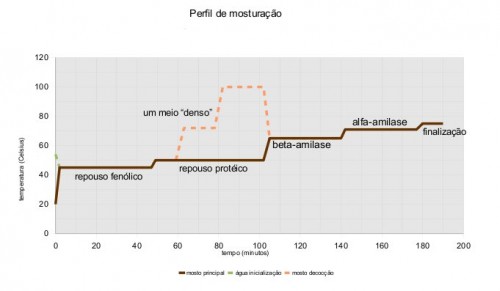 Perfil de mosturação
120
100
80
60
40
20
0
temperatura (Celsius)
um meio "denso"
repouso fenólico
repouso protéico
beta-amilase
alfa-amilase
finalização
0 20 40 60 80 100 120 140 160 180 200
tempo (minutos)
mosto principal água inicialização mosto decocção